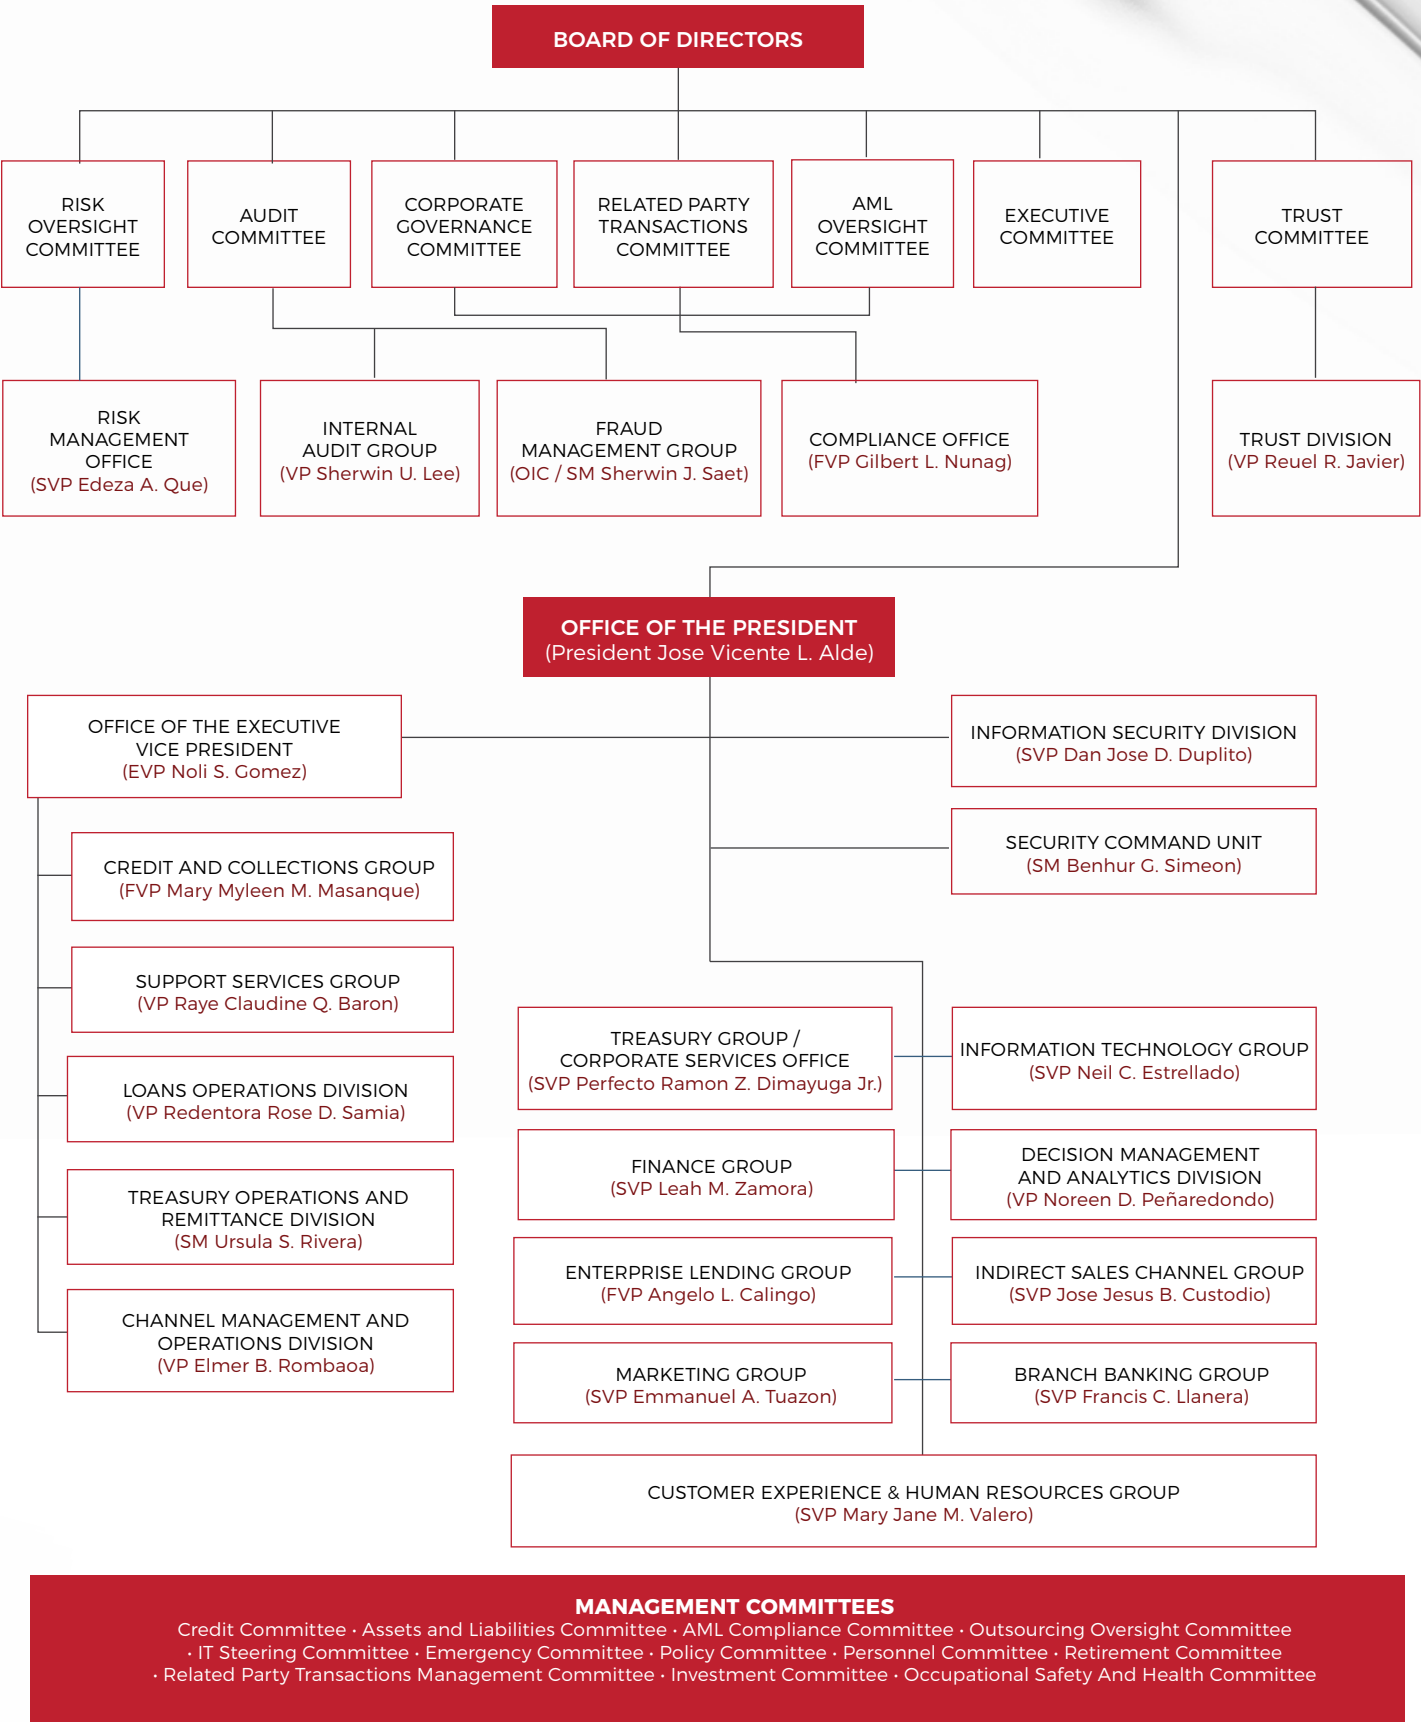 BOARD OF DIRECTORS
RISK
OVERSIGHT
COMMITTEE
AUDIT
COMMITTEE
CORPORATE
GOVERNANCE
COMMITTEE
RELATED PARTY
TRANSACTIONS
COMMITTEE
AML
OVERSIGHT
COMMITTEE
EXECUTIVE
COMMITTEE
TRUST
COMMITTEE
RISK
MANAGEMENT
OFFICE
(SVP Edeza A. Que)
INTERNAL
AUDIT GROUP
(VP Sherwin U. Lee)
FRAUD
MANAGEMENT GROUP
(OIC / SM Sherwin J. Saet)
COMPLIANCE OFFICE
(FVP Gilbert L. Nunag)
TRUST DIVISION
(VP Reuel R. Javier)
OFFICE OF THE PRESIDENT
(President Jose Vicente L. Alde)
OFFICE OF THE EXECUTIVE
VICE PRESIDENT
(EVP Noli S. Gomez)
INFORMATION SECURITY DIVISION
(SVP Dan Jose D. Duplito)
SECURITY COMMAND UNIT
(SM Benhur G. Simeon)
CREDIT AND COLLECTIONS GROUP
(FVP Mary Myleen M. Masanque)
SUPPORT SERVICES GROUP
(VP Raye Claudine Q. Baron)
LOANS OPERATIONS DIVISION
(VP Redentora Rose D. Samia)
TREASURY OPERATIONS AND
REMITTANCE DIVISION
(SM Ursula S. Rivera)
CHANNEL MANAGEMENT AND
OPERATIONS DIVISION
(VP Elmer B. Rombaoa)
TREASURY GROUP /
CORPORATE SERVICES OFFICE
(SVP Perfecto Ramon Z. Dimayuga Jr.)
INFORMATION TECHNOLOGY GROUP
(SVP Neil C. Estrellado)
FINANCE GROUP
(SVP Leah M. Zamora)
DECISION MANAGEMENT
AND ANALYTICS DIVISION
(VP Noreen D. Peñaredondo)
ENTERPRISE LENDING GROUP
(FVP Angelo L. Calingo)
INDIRECT SALES CHANNEL GROUP
(SVP Jose Jesus B. Custodio)
MARKETING GROUP
(SVP Emmanuel A. Tuazon)
BRANCH BANKING GROUP
(SVP Francis C. Llanera)
CUSTOMER EXPERIENCE & HUMAN RESOURCES GROUP
(SVP Mary Jane M. Valero)
MANAGEMENT COMMITTEES
Credit Committee • Assets and Liabilities Committee • AML Compliance Committee • Outsourcing Oversight Committee
• IT Steering Committee • Emergency Committee • Policy Committee • Personnel Committee • Retirement Committee
• Related Party Transactions Management Committee • Investment Committee • Occupational Safety And Health Committee